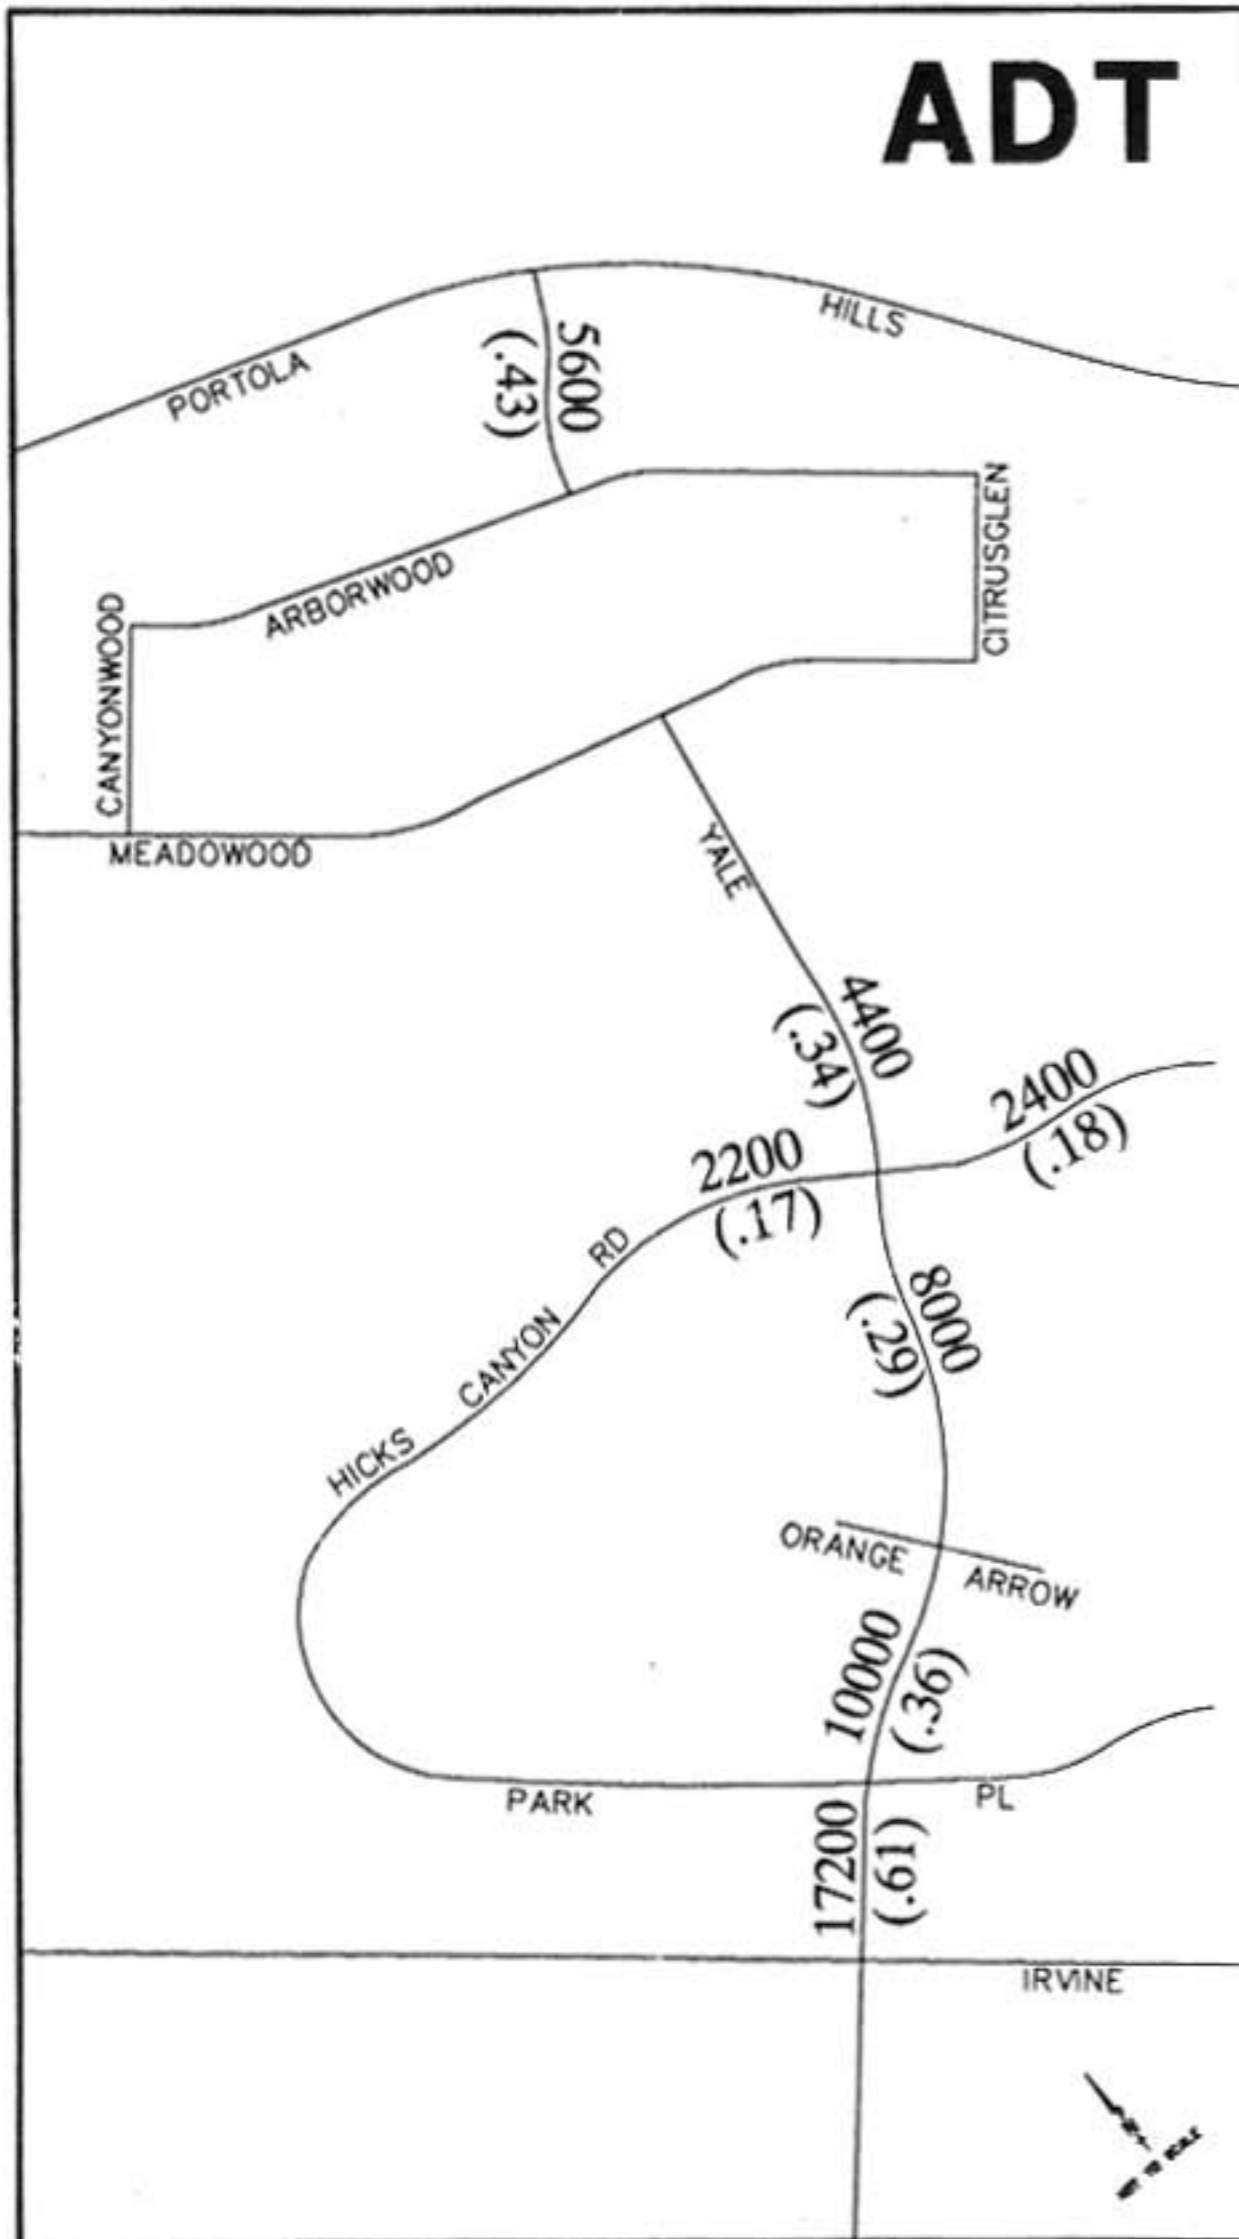 ADT
HILLS
PORTOLA
5600
(.43)
CITRUSGLEN
ARBORWOOD
CANYONWOOD
MEADOWOOD
YALE
4400
(.34)
2400
(.18)
2200
(.17)
RD
CANYON
HICKS
8000
(.29)
ORANGE
ARROW
10000
(.36)
PARK
PL
17200
(.61)
IRVINE